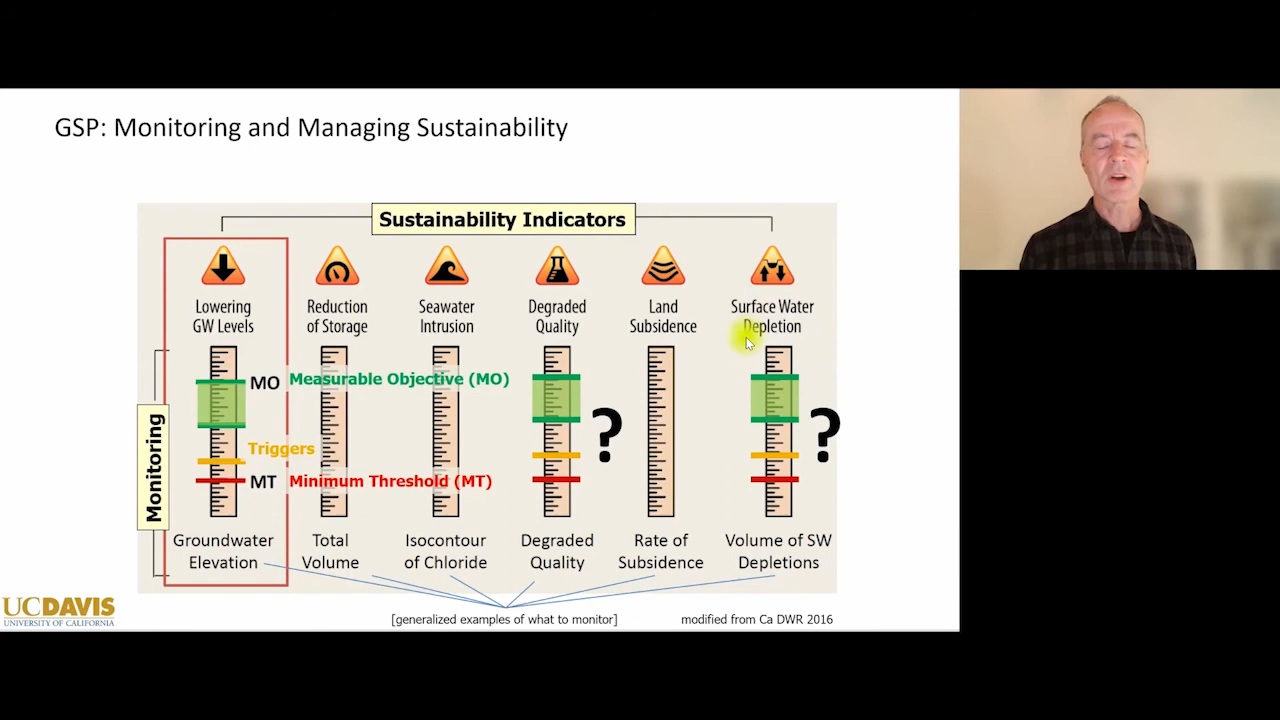 GSP: Monitoring and Managing Sustainability
Sustainability Indicators
Lowering
GW Levels
Reduction
of Storage
Seawater
Intrusion
Degraded
Quality
Land
Subsidence
Surface Water
Depletion
MO
Measurable Objective (MO)
?
?
Triggers
MT
Minimum Threshold (MT)
Monitoring
Groundwater
Elevation
Total
Volume
Isocontour
of Chloride
Degraded
Quality
Rate of
Subsidence
Volume of SW
Depletions
[generalized examples of what to monitor]
modified from Ca DWR 2016
UCDAVIS
UNIVERSITY OF CALIFORNIA